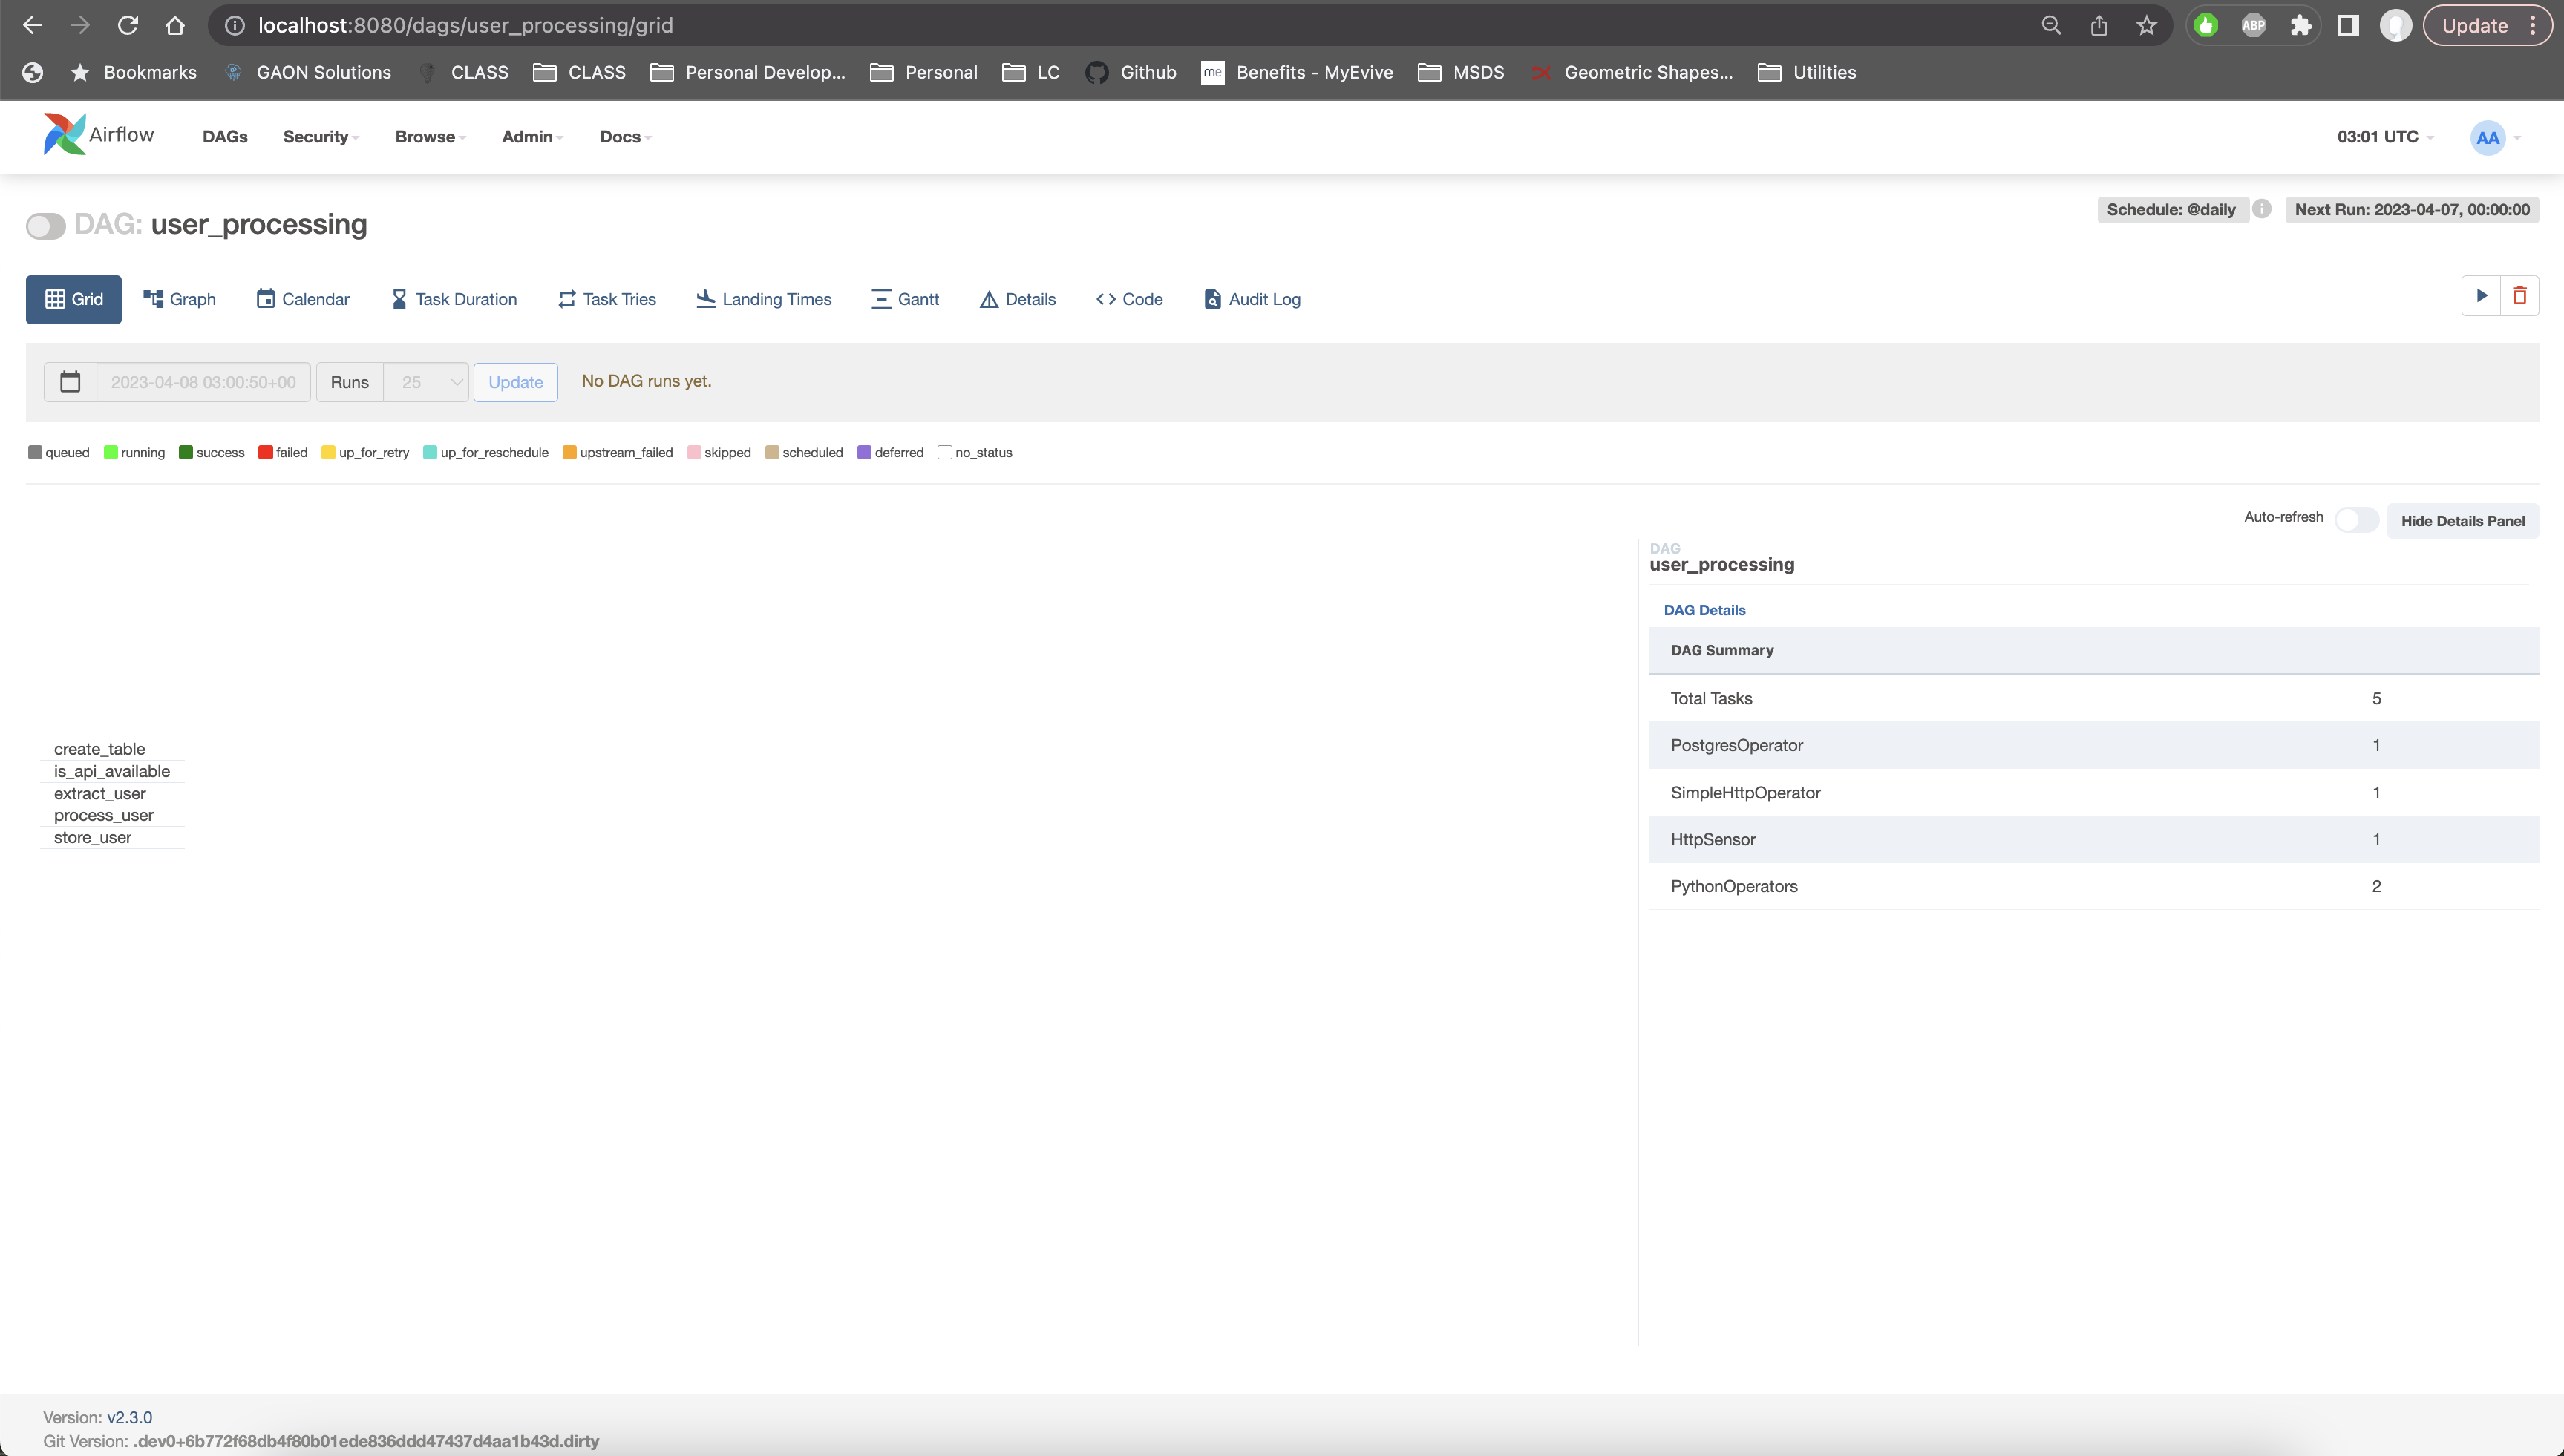 localhost:8080/dags/user_processing/grid
ABP
Update
Bookmarks
GAON Solutions
CLASS
CLASS
Personal Develop...
Personal
LC
Github
me
Benefits - MyEvive
MSDS
Geometric Shapes...
Utilities
Airflow
DAGs
Security
Browse
Admin
Docs
03:01 UTC
AA
DAG: user_processing
Schedule: @daily
Next Run: 2023-04-07, 00:00:00
Grid
Graph
Calendar
Task Duration
Task Tries
Landing Times
Gantt
Details
Code
Audit Log
2023-04-08 03:00:50+00
Runs
25
Update
No DAG runs yet.
queued
running
success
failed
up_for_retry
up_for_reschedule
upstream_failed
skipped
scheduled
deferred
no_status
Auto-refresh
Hide Details Panel
create_table
is_api_available
extract_user
process_user
store_user
DAG
user_processing
DAG Details
DAG Summary
Total Tasks 5
PostgresOperator 1
SimpleHttpOperator 1
HttpSensor 1
PythonOperators 2
Version: v2.3.0
Git Version: .dev0+6b772f68db4f80b01ede836ddd47437d4aa1b43d.dirty